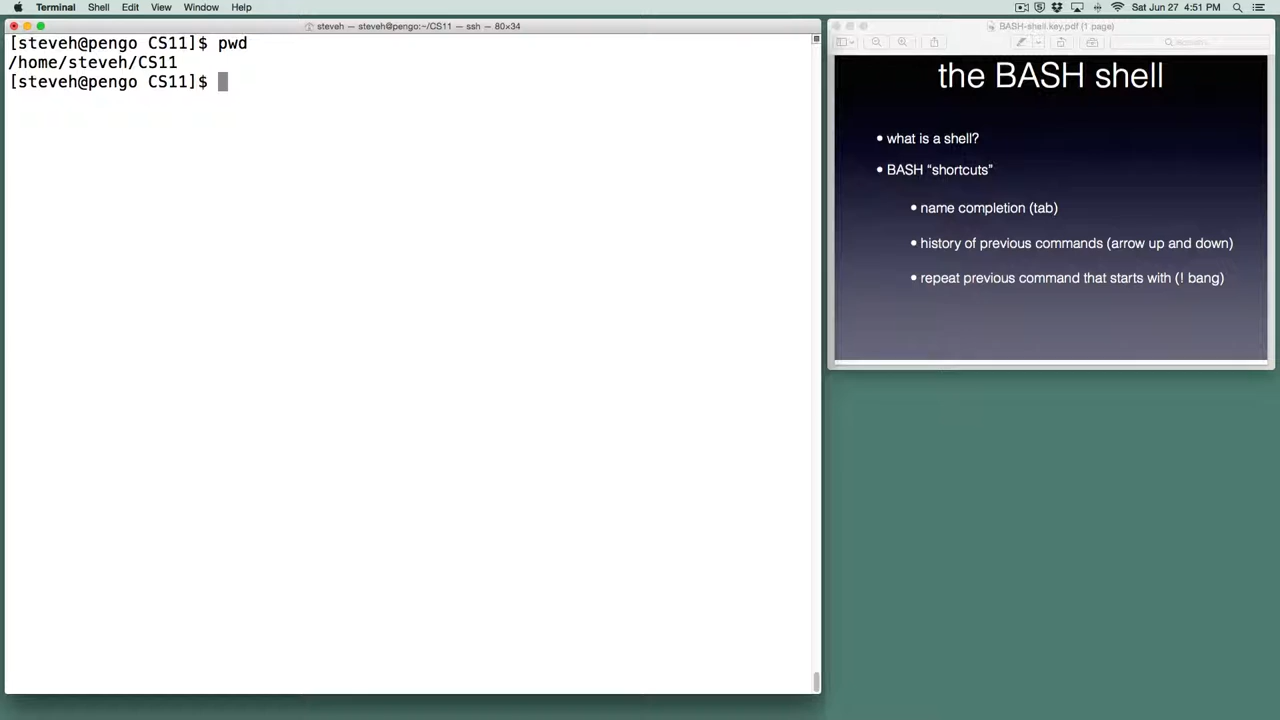 Terminal Shell Edit View Window Help
Sat Jun 27 4:51 PM
steveh — steveh@pengo:~/CS11 — ssh — 80×34
[steveh@pengo CS11]$ pwd
/home/steveh/CS11
[steveh@pengo CS11]$
BASH-shell.key.pdf (1 page)
the BASH shell
• what is a shell?
• BASH “shortcuts”
• name completion (tab)
• history of previous commands (arrow up and down)
• repeat previous command that starts with (! bang)